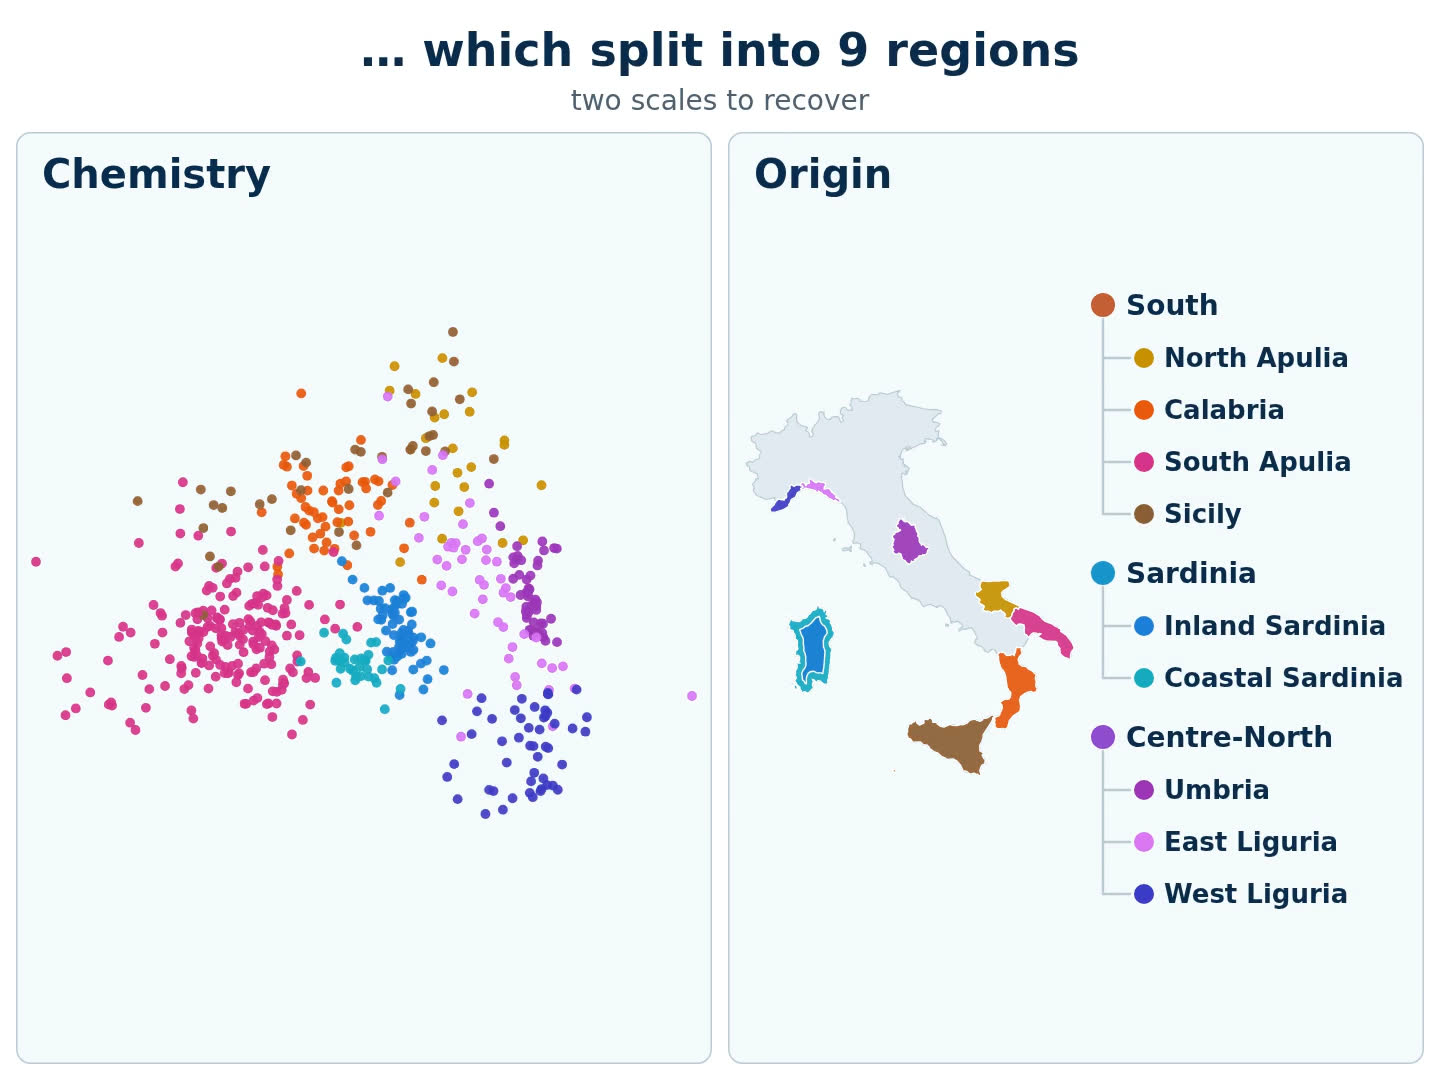 ... which split into 9 regions
two scales to recover
Chemistry
Origin
South
North Apulia
Calabria
South Apulia
Sicily
Sardinia
Inland Sardinia
Coastal Sardinia
Centre-North
Umbria
East Liguria
West Liguria